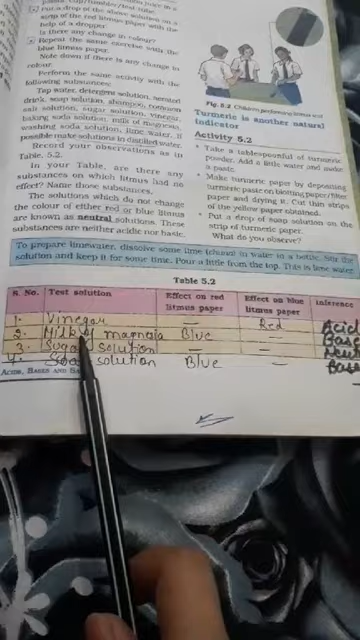 Put a drop of the above solution on a
strip of the red litmus paper with the
help of a dropper.
Is there any change in colour?
Repeat the same exercise with the
blue litmus paper.
Note down if there is any change in
colour.
Perform the same activity with the
following substances:
Tap water, detergent solution, aerated
drink, soap solution, shampoo, common
salt solution, sugar solution, vinegar,
baking soda solution, milk of magnesia,
washing soda solution, lime water. If
possible make solutions in distilled water.
Record your observations as in
Table 5.2.
In your Table, are there any
substances on which litmus had no
effect? Name those substances.
The solutions which do not change
the colour of either red or blue litmus
are known as neutral solutions. These
substances are neither acidic nor basic.
Fig. 5.2 Children performing litmus test
Turmeric is another natural
indicator
Activity 5.2
• Take a tablespoonful of turmeric
powder. Add a little water and make
a paste.
• Make turmeric paper by depositing
turmeric paste on blotting paper/filter
paper and drying it. Cut thin strips
of the yellow paper obtained.
• Put a drop of soap solution on the
strip of turmeric paper.
What do you observe?
To prepare limewater, dissolve some lime (chuna) in water in a bottle. Stir the
solution and keep it for some time. Pour a little from the top. This is lime water.
Table 5.2
S. No. Test solution Effect on red litmus paper Effect on blue litmus paper Inference
1. Vinegar — Red Acid
2. Milk of magnala Blue —
3. Sugar solution — —
4. solution Blue —
ACIDS, BASES AND